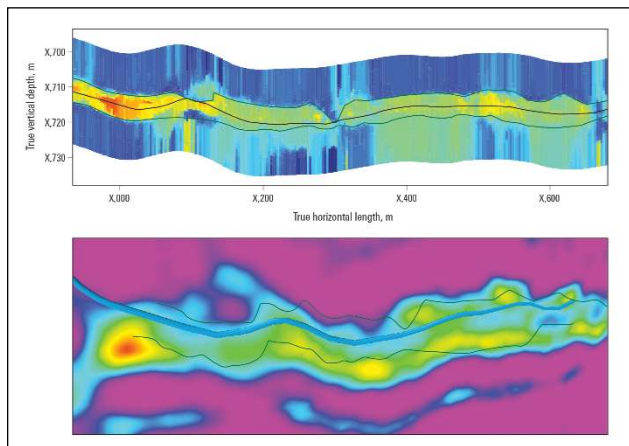 True vertical depth, m
X,700
X,710
X,720
X,730
X,000
X,200
X,400
X,600
True horizontal length, m